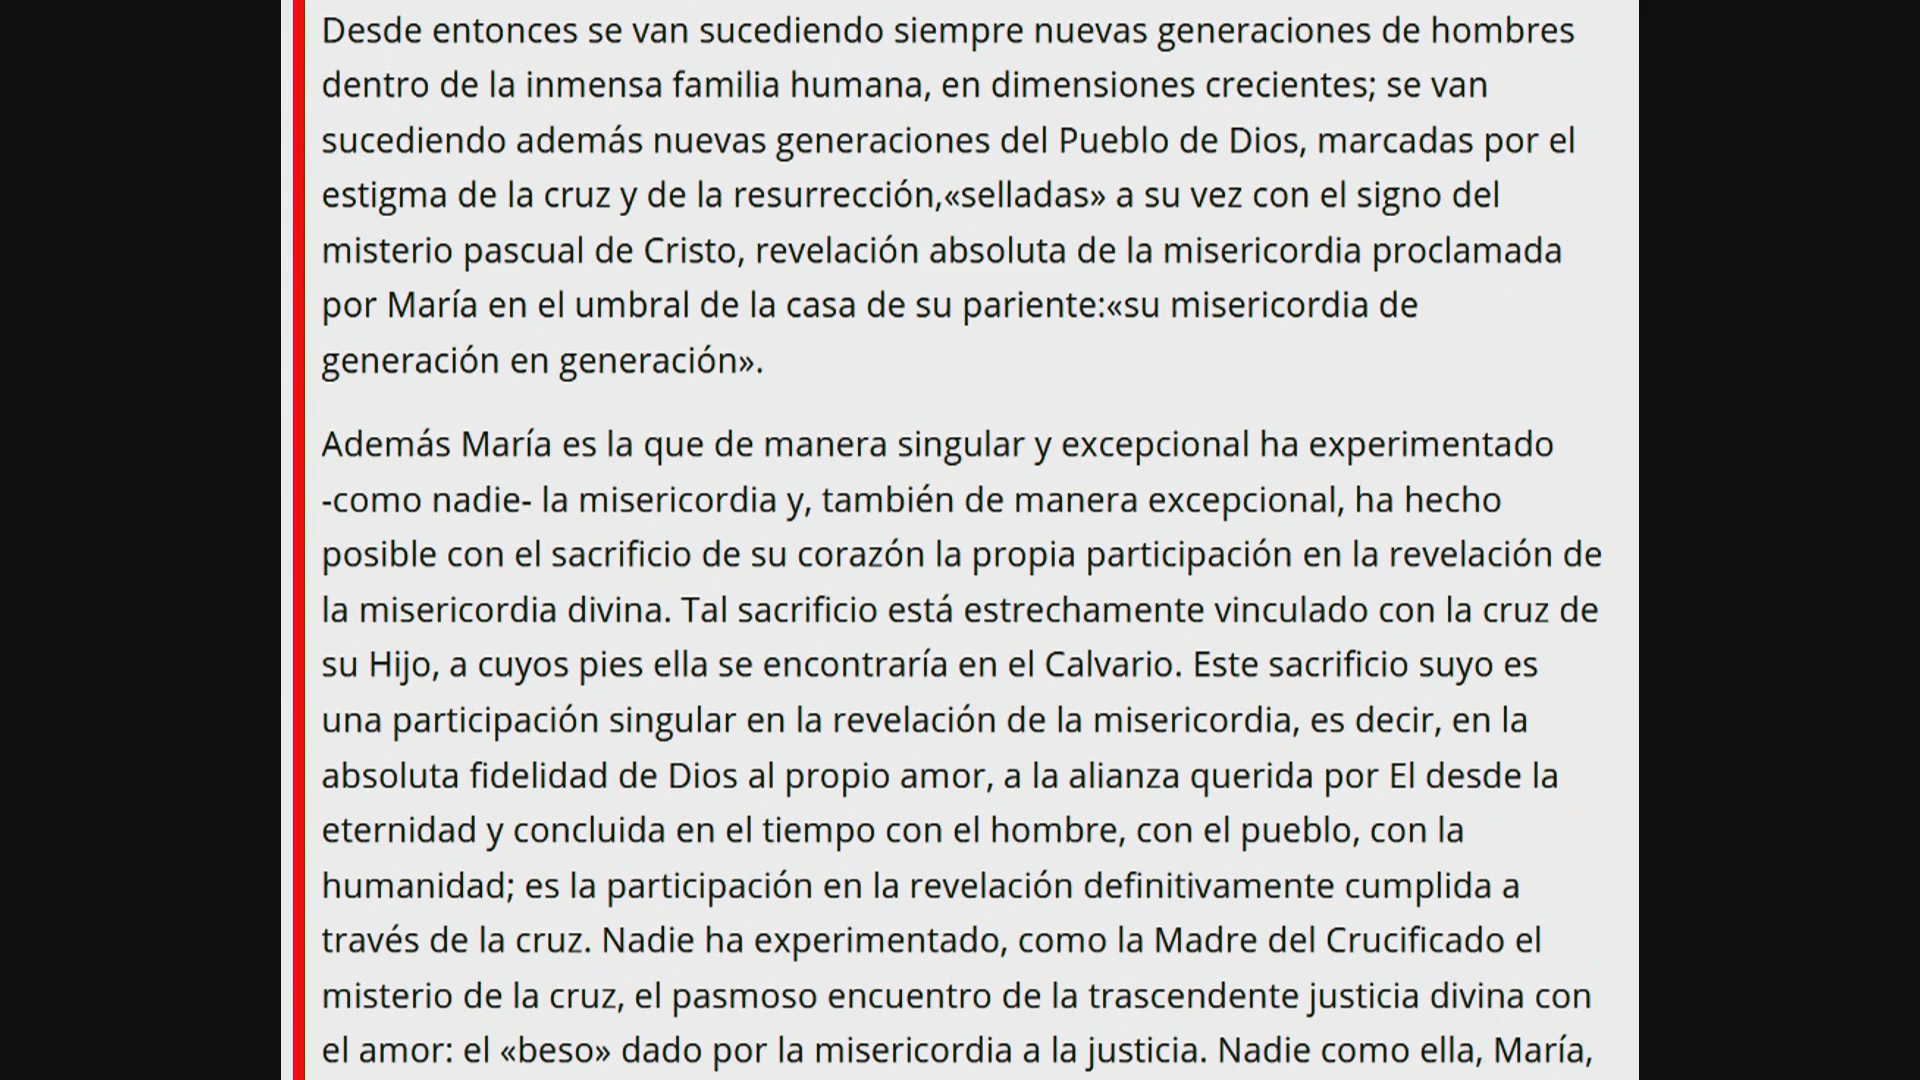 Desde entonces se van sucediendo siempre nuevas generaciones de hombres
dentro de la inmensa familia humana, en dimensiones crecientes; se van
sucediendo además nuevas generaciones del Pueblo de Dios, marcadas por el
estigma de la cruz y de la resurrección,«selladas» a su vez con el signo del
misterio pascual de Cristo, revelación absoluta de la misericordia proclamada
por María en el umbral de la casa de su pariente:«su misericordia de
generación en generación».
Además María es la que de manera singular y excepcional ha experimentado
-como nadie- la misericordia y, también de manera excepcional, ha hecho
posible con el sacrificio de su corazón la propia participación en la revelación de
la misericordia divina. Tal sacrificio está estrechamente vinculado con la cruz de
su Hijo, a cuyos pies ella se encontraría en el Calvario. Este sacrificio suyo es
una participación singular en la revelación de la misericordia, es decir, en la
absoluta fidelidad de Dios al propio amor, a la alianza querida por El desde la
eternidad y concluida en el tiempo con el hombre, con el pueblo, con la
humanidad; es la participación en la revelación definitivamente cumplida a
través de la cruz. Nadie ha experimentado, como la Madre del Crucificado el
misterio de la cruz, el pasmoso encuentro de la trascendente justicia divina con
el amor: el «beso» dado por la misericordia a la justicia. Nadie como ella, María,